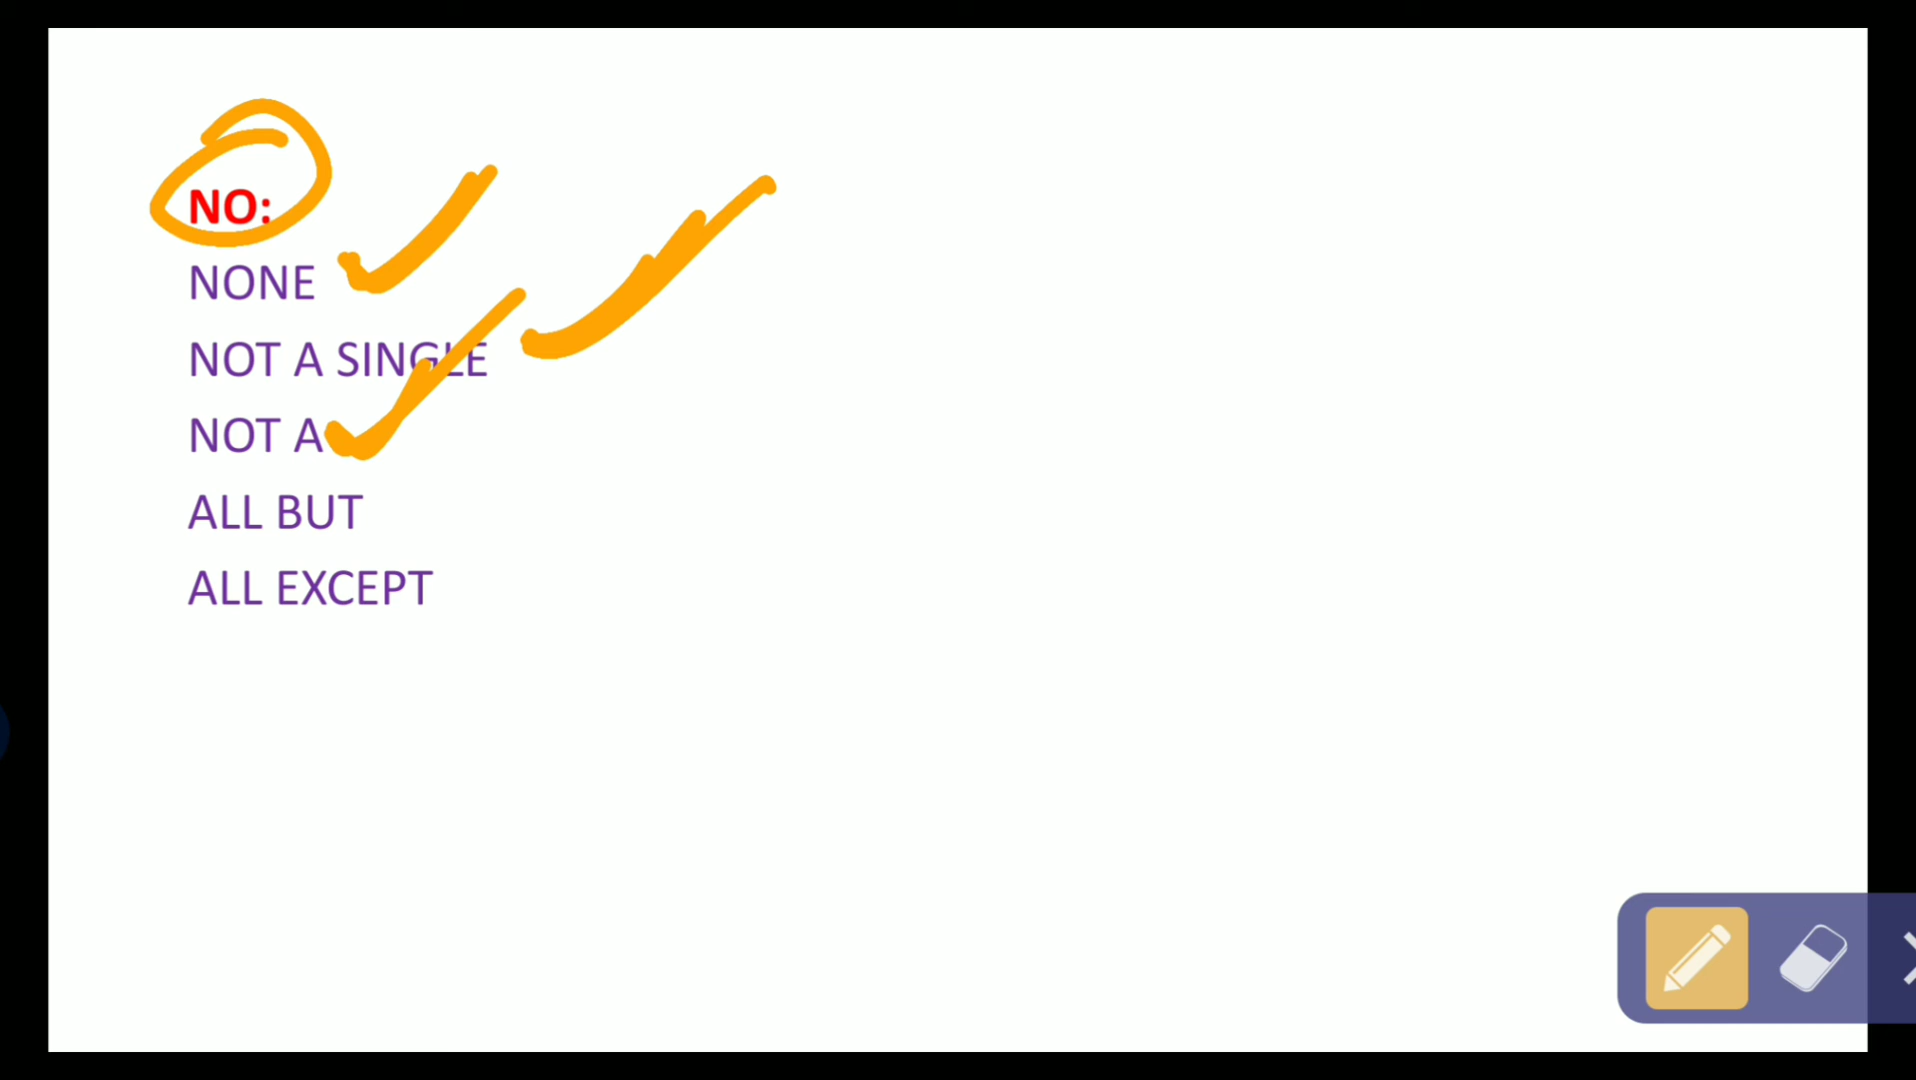 NO:
NONE
NOT A SINGLE
NOT A
ALL BUT
ALL EXCEPT